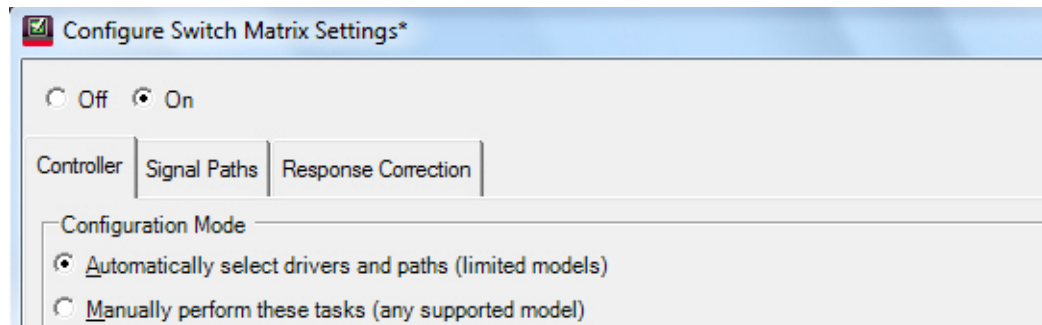 Configure Switch Matrix Settings*
Off On
Controller Signal Paths Response Correction
Configuration Mode
Automatically select drivers and paths (limited models)
Manually perform these tasks (any supported model)